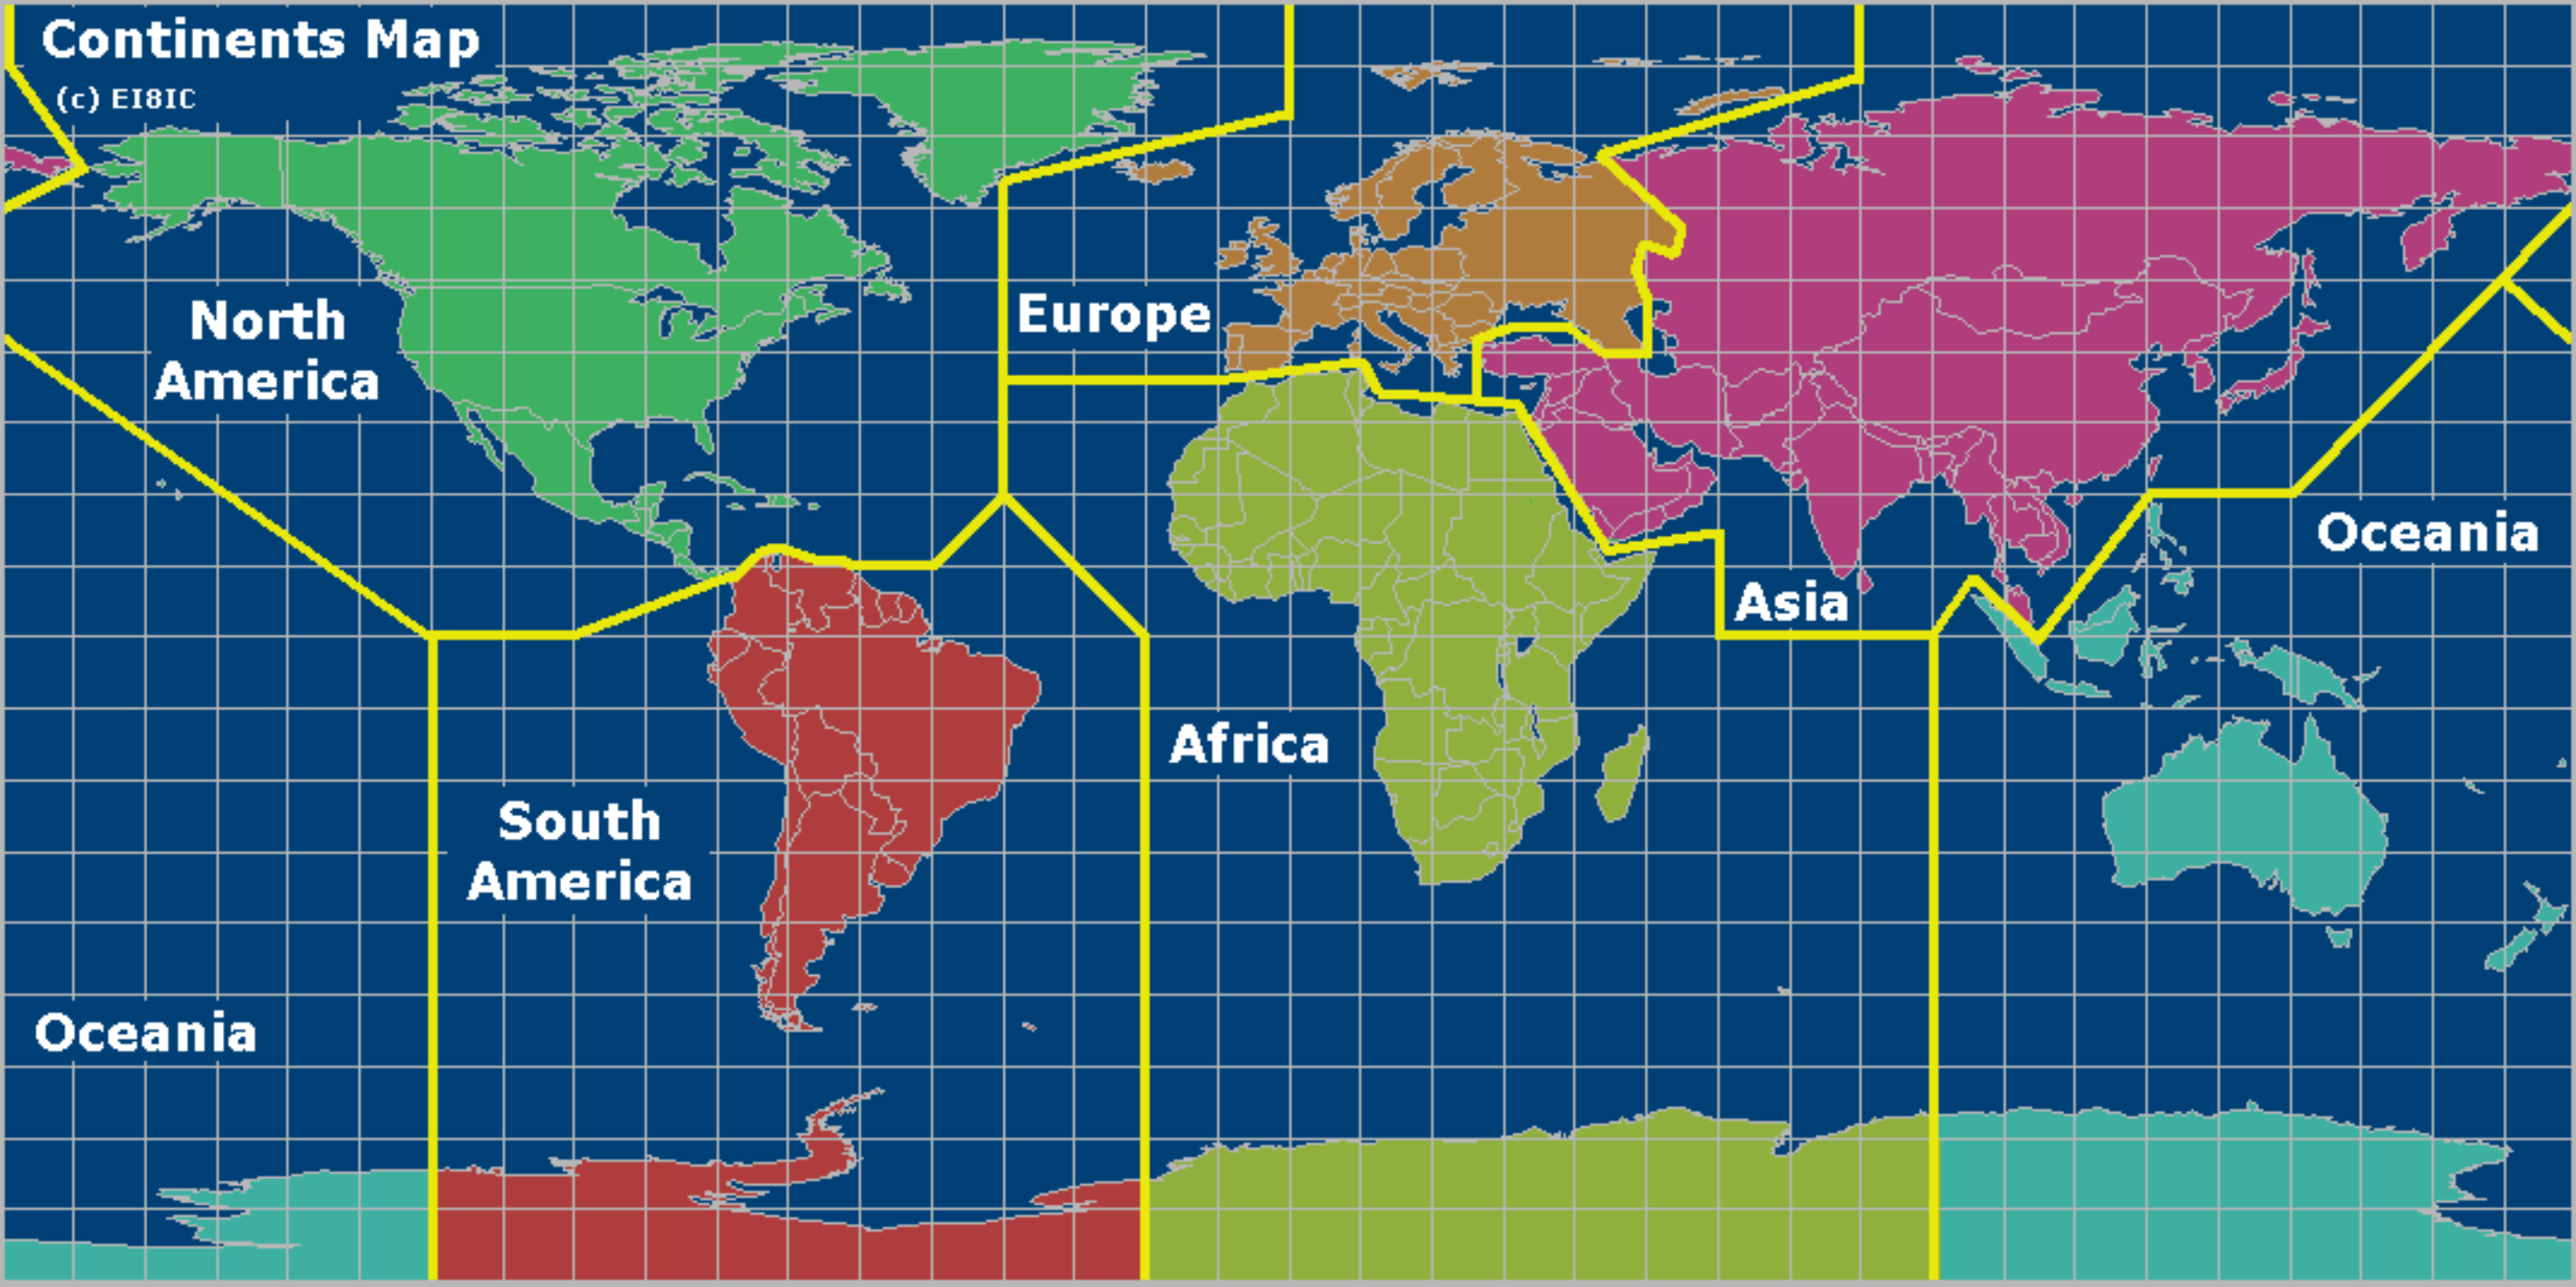 Continents Map
(c) EI8IC
North
America
Europe
Oceania
Asia
Africa
South
America
Oceania